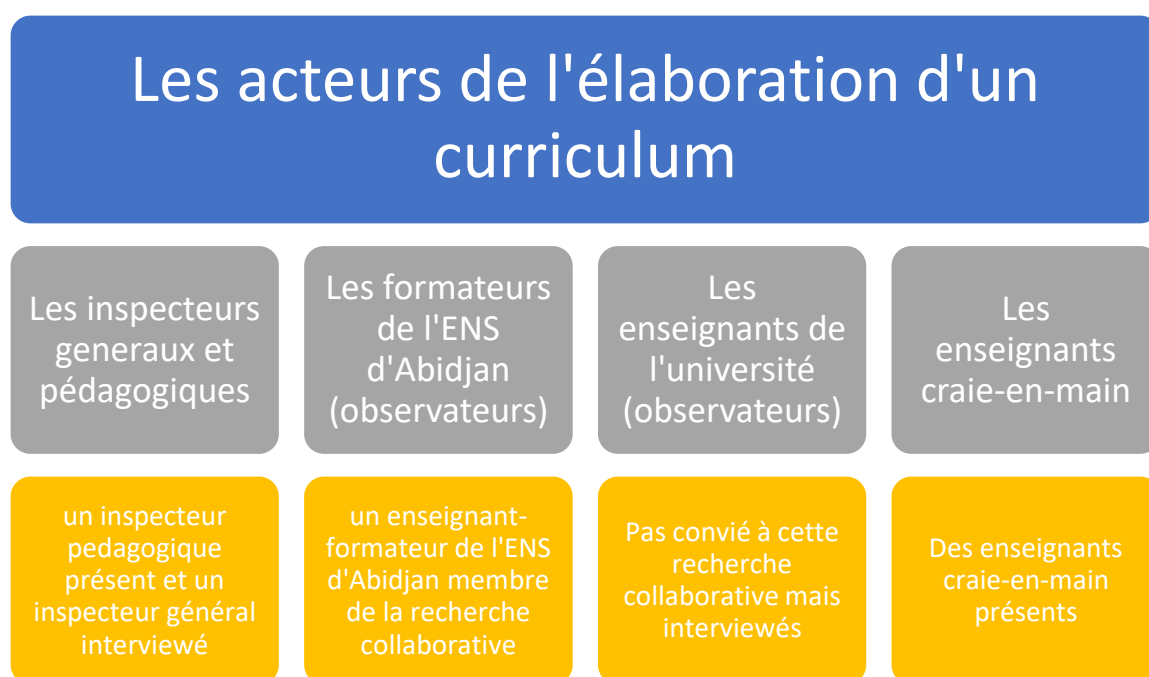 Les acteurs de l'élaboration d'un
curriculum
Les inspecteurs
generaux et
pédagogiques
Les formateurs
de l'ENS
d'Abidjan
(observateurs)
Les
enseignants de
l'université
(observateurs)
Les
enseignants
craie-en-main
un inspecteur
pedagogique
présent et un
inspecteur général
interviewé
un enseignant-
formateur de l'ENS
d'Abidjan membre
de la recherche
collaborative
Pas convié à cette
recherche
collaborative mais
interviewés
Des enseignants
craie-en-main
présents